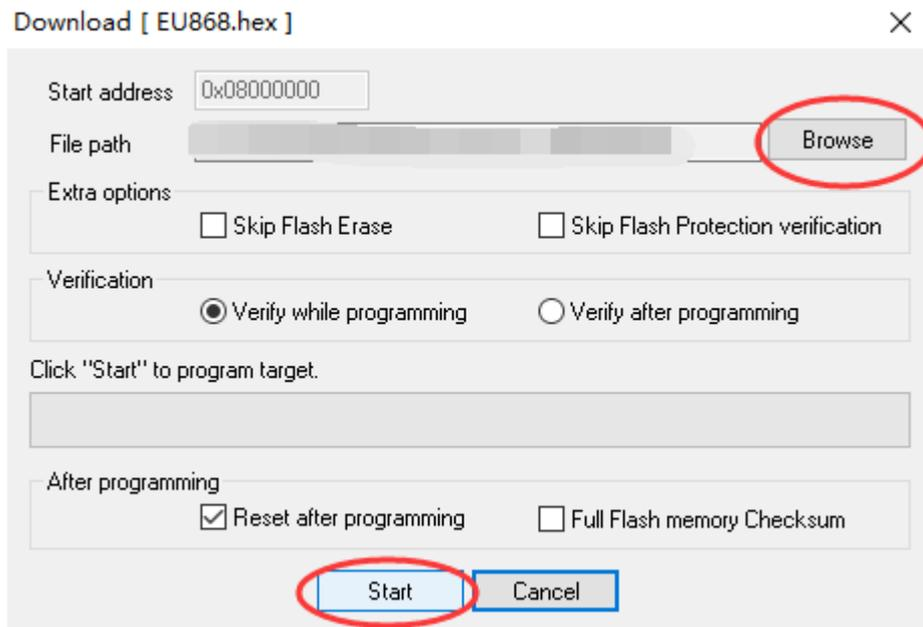 Download [ EU868.hex ]
Start address 0x08000000
File path Browse
Extra options
Skip Flash Erase Skip Flash Protection verification
Verification
Verify while programming Verify after programming
Click "Start" to program target.
After programming
Reset after programming Full Flash memory Checksum
Start Cancel